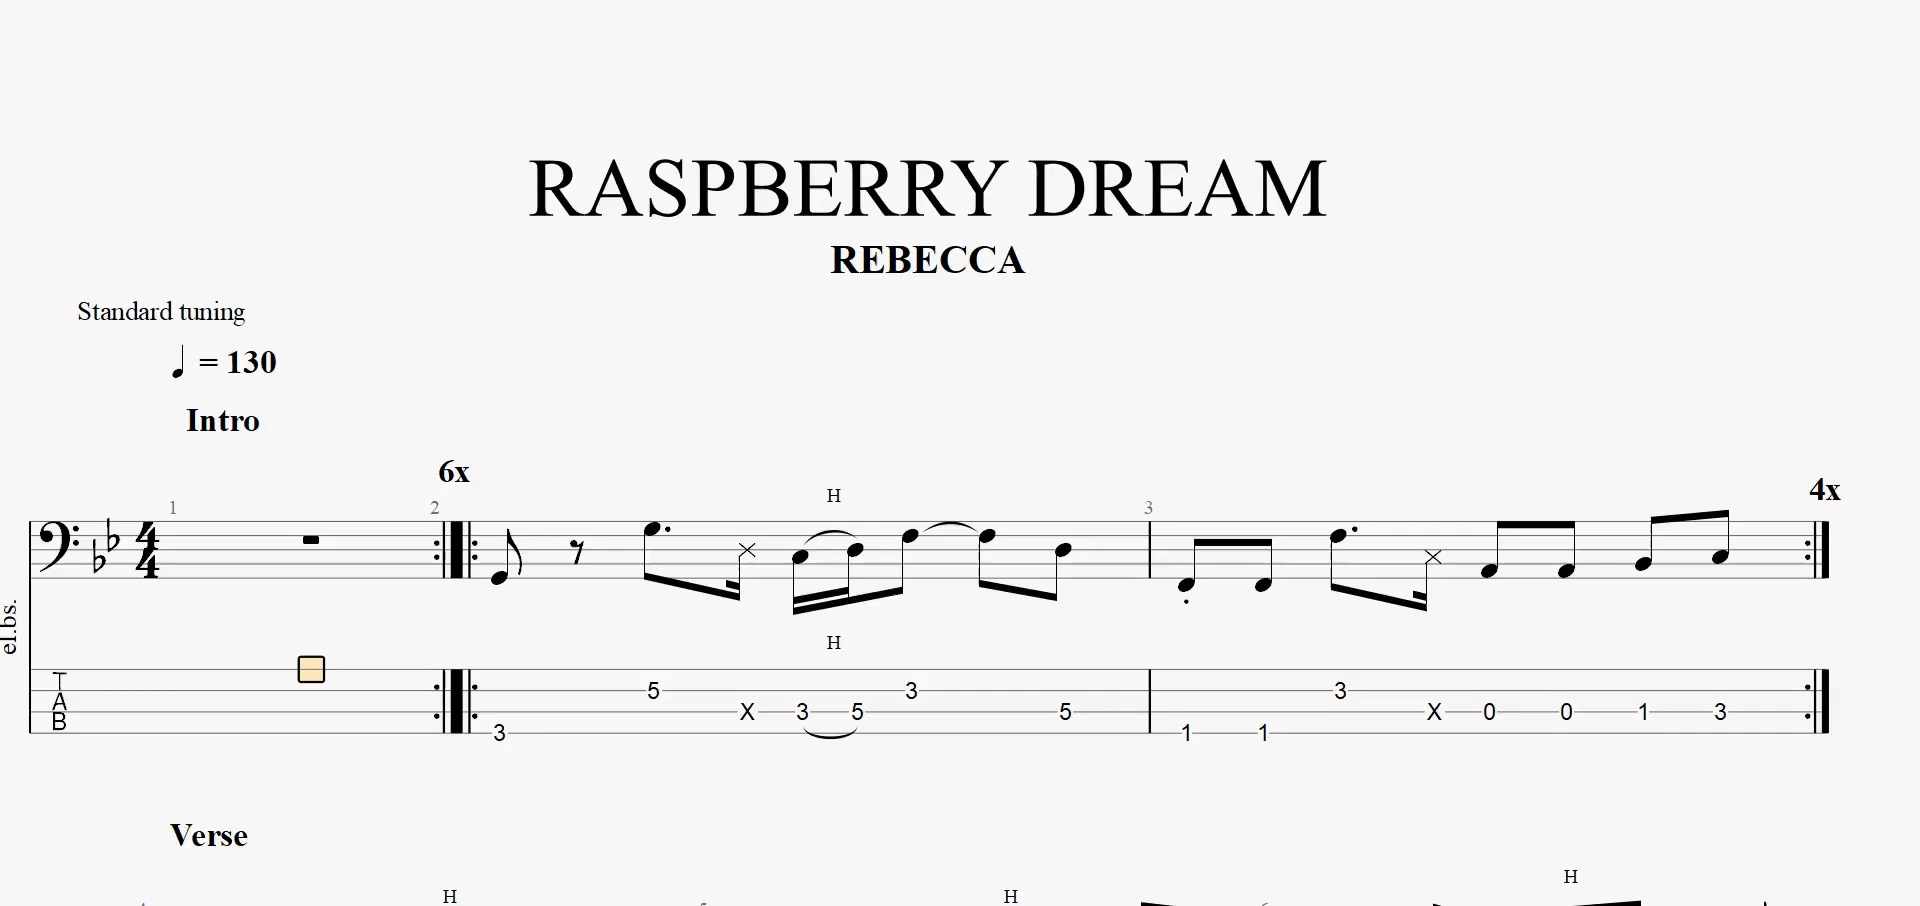 RASPBERRY DREAM
REBECCA
Standard tuning
= 130
Intro
6x
4x
1 2 H 3
el.bs.
H
T
A
B
5 3 3
X 3 5 5 X 0 0 1 3
3 1 1
Verse
H H H